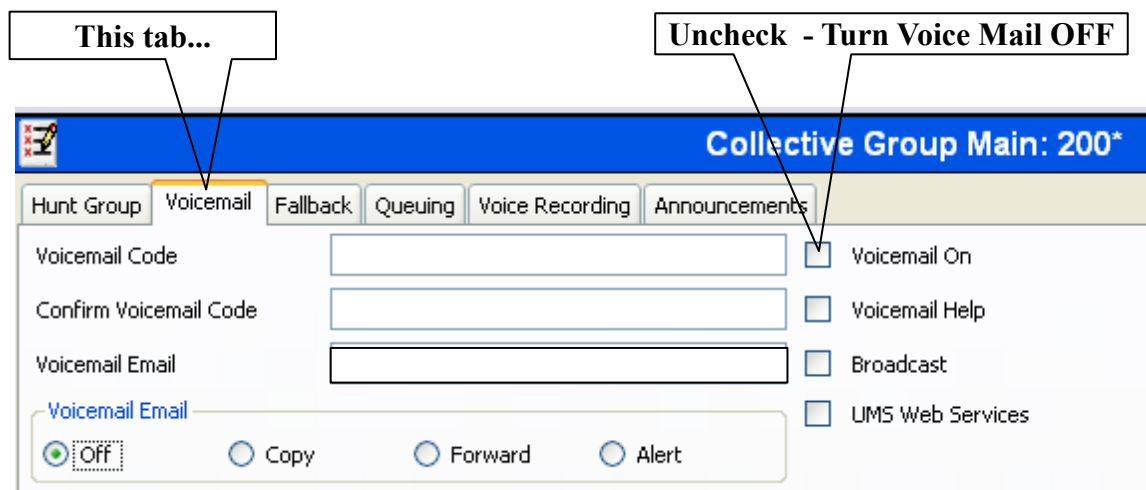 This tab...
Uncheck - Turn Voice Mail OFF
Collective Group Main: 200*
Hunt Group Voicemail Fallback Queuing Voice Recording Announcements
Voicemail Code Voicemail On
Confirm Voicemail Code Voicemail Help
Voicemail Email Broadcast
Voicemail Email UMS Web Services
Off Copy Forward Alert